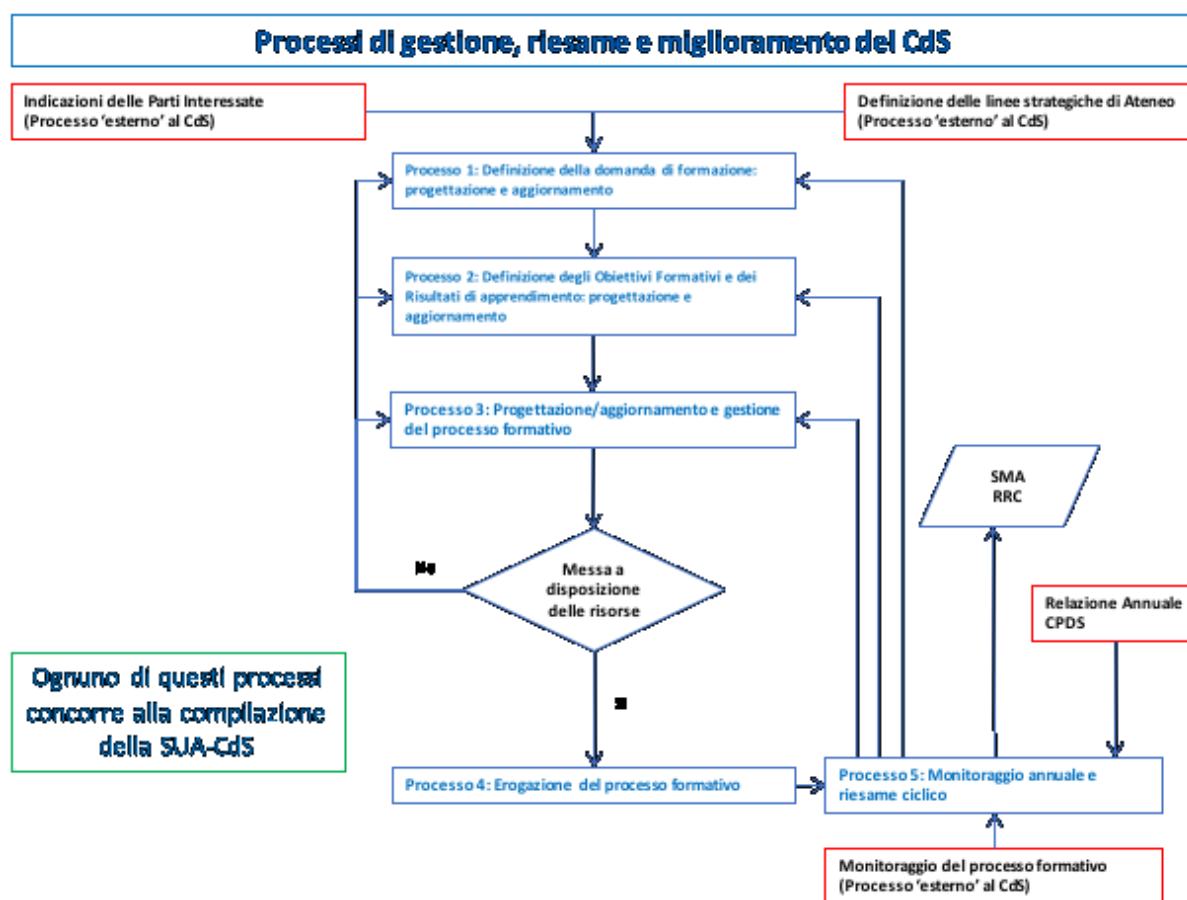 Processi di gestione, riesame e miglioramento del CdS
Indicazioni delle Parti Interessate
(Processo 'esterno' al CdS)
Definizione delle linee strategiche di Ateneo
(Processo 'esterno' al CdS)
Processo 1: Definizione della domanda di formazione:
progettazione e aggiornamento
Processo 2: Definizione degli Obiettivi Formativi e dei
Risultati di apprendimento: progettazione e
aggiornamento
Processo 3: Progettazione/aggiornamento e gestione
del processo formativo
SMA
RRC
No
Messa a
disposizione
delle risorse
Relazione Annuale
CPDS
Ognuno di questi processi
concorre alla compilazione
della SUA-CdS
Si
Processo 4: Erogazione del processo formativo
Processo 5: Monitoraggio annuale e
riesame ciclico
Monitoraggio del processo formativo
(Processo 'esterno' al CdS)